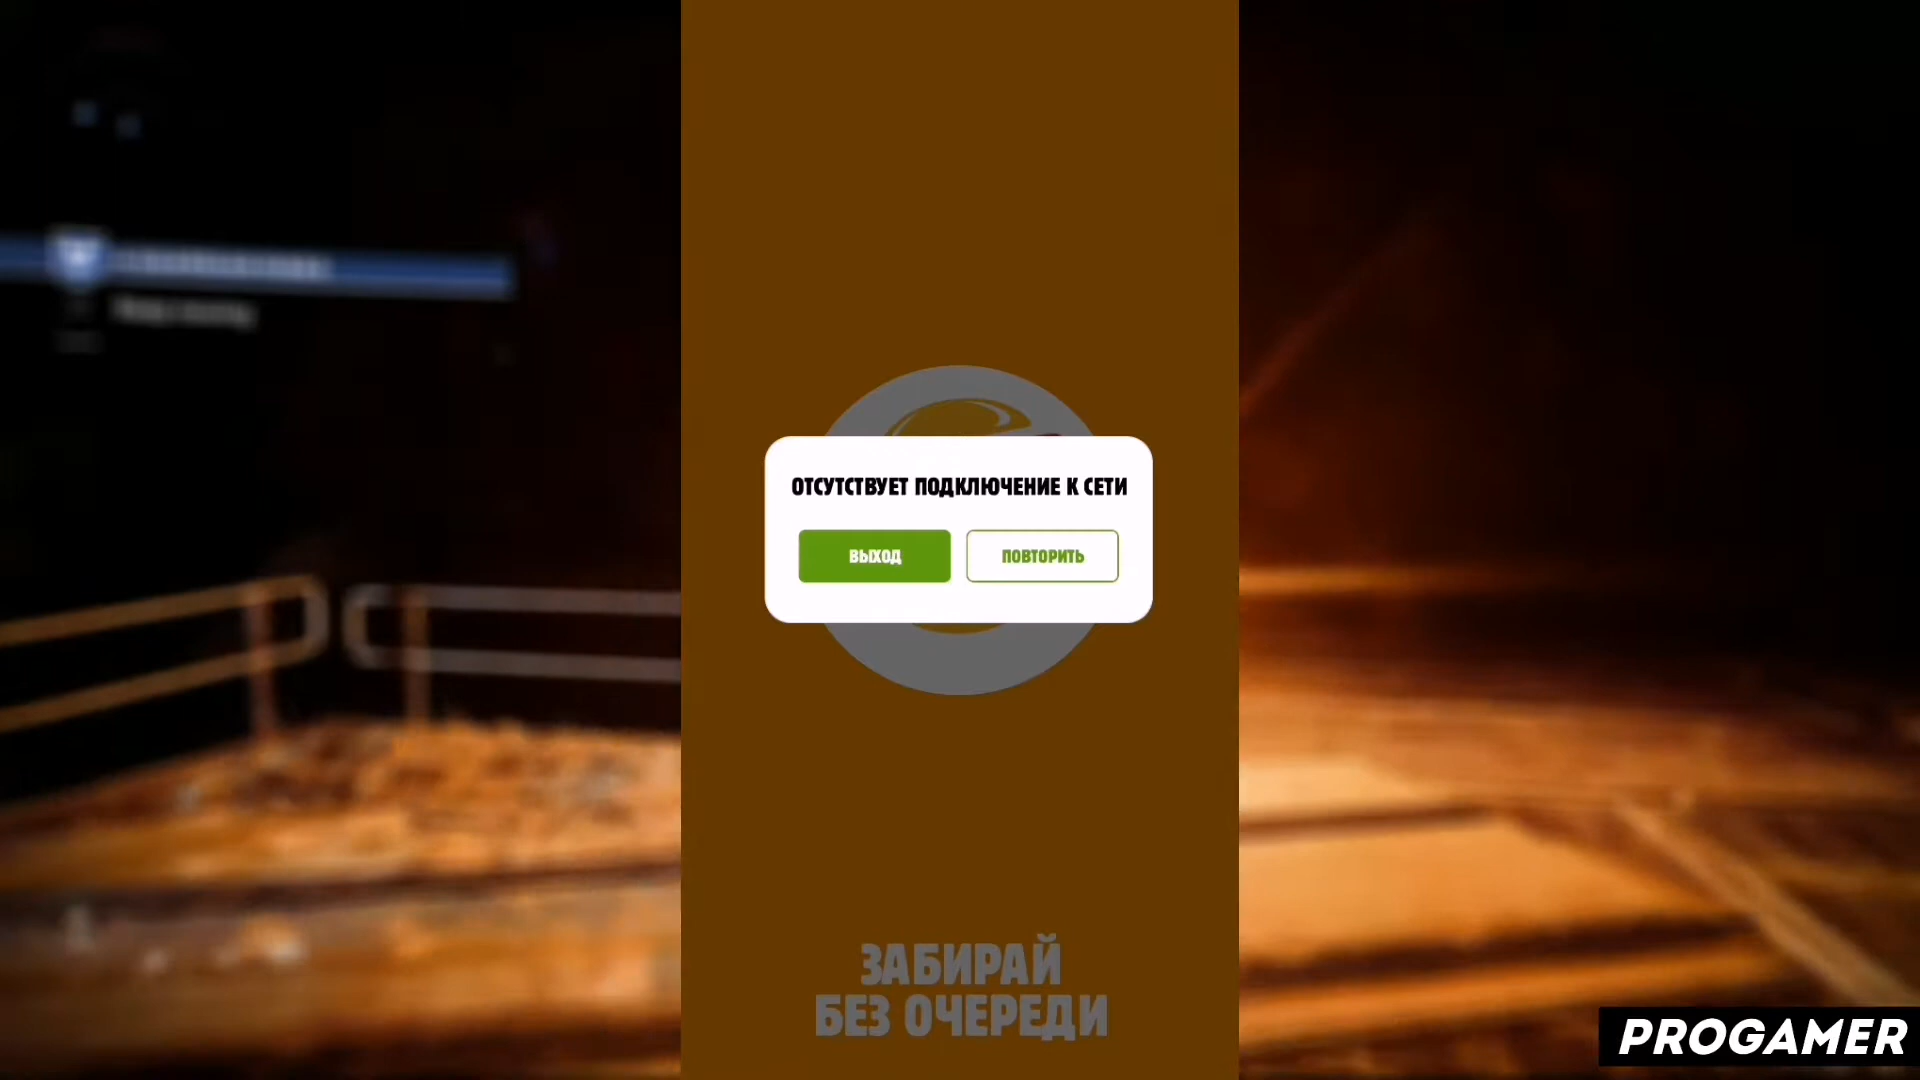 ОТСУТСТВУЕТ ПОДКЛЮЧЕНИЕ К СЕТИ
ВЫХОД
ПОВТОРИТЬ
ЗАБИРАЙ
БЕЗ ОЧЕРЕДИ
PROGAMER